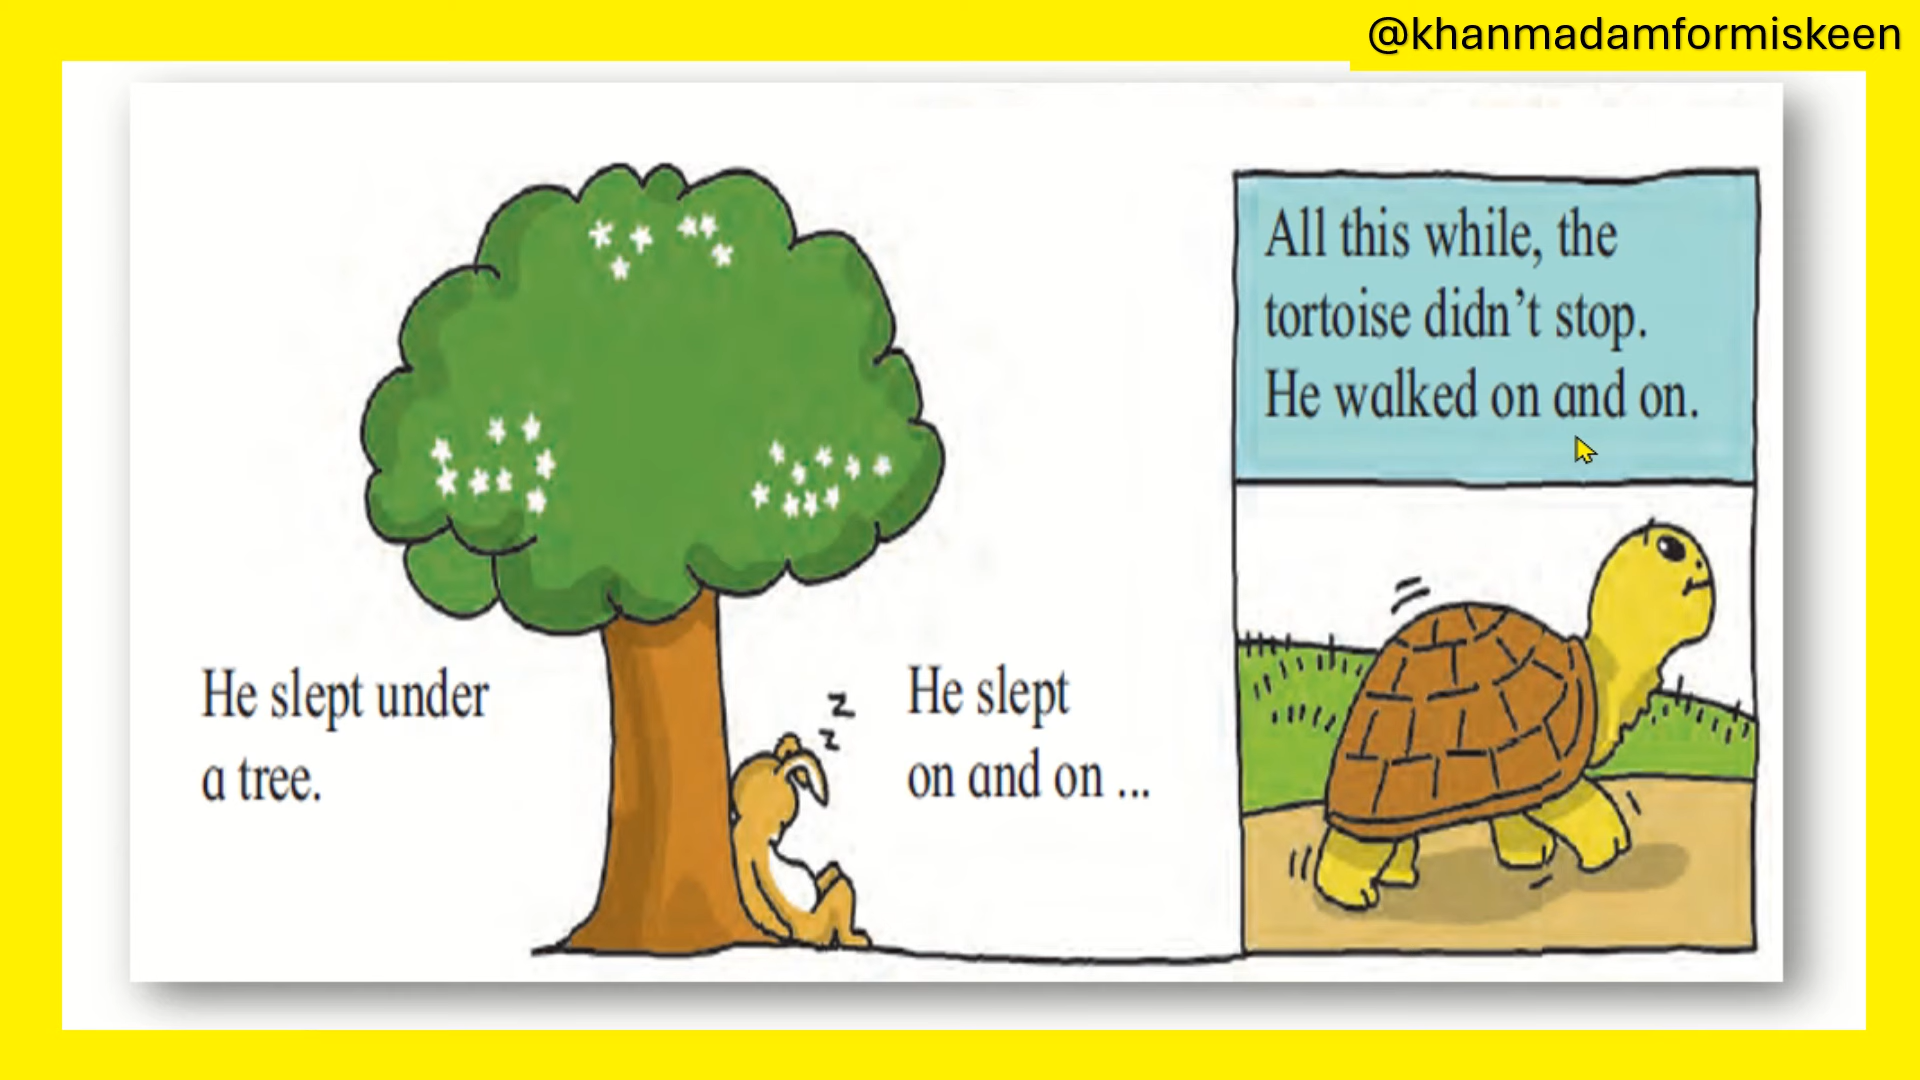 @khanmadamformiskeen
He slept under
a tree.
z
z
He slept
on and on ...
All this while, the
tortoise didn't stop.
He walked on and on.